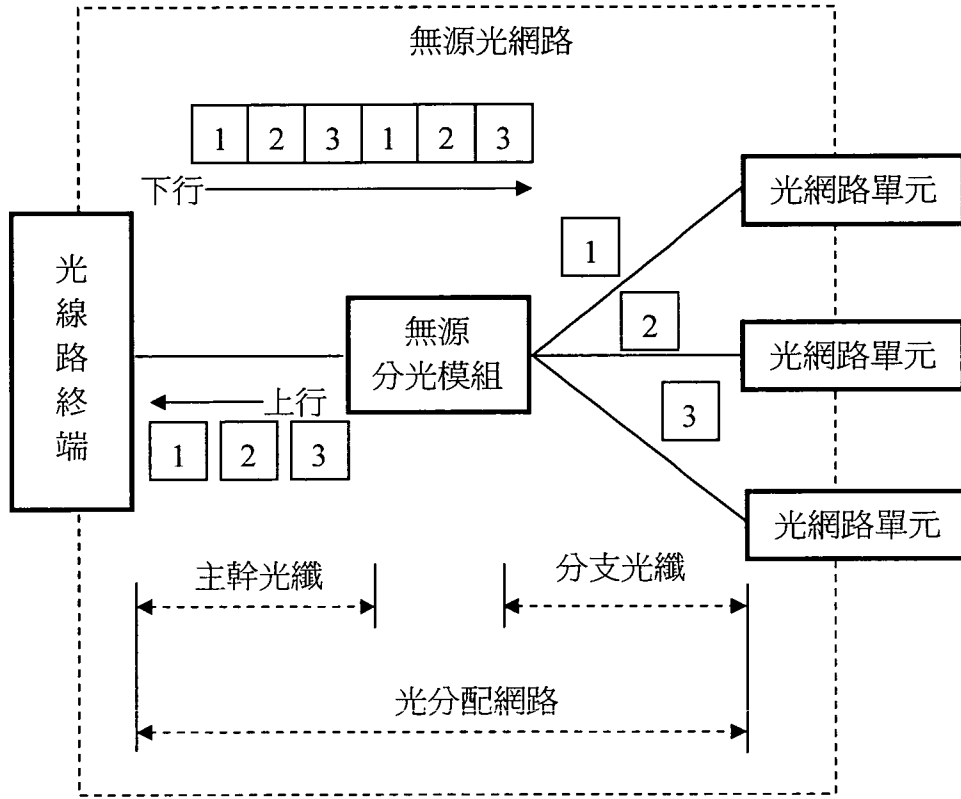 無源光網路
1 2 3 1 2 3
下行
光網路單元
1
光線路終端
無源
分光模組
2
光網路單元
上行
1 2 3
3
光網路單元
主幹光纖
分支光纖
光分配網路